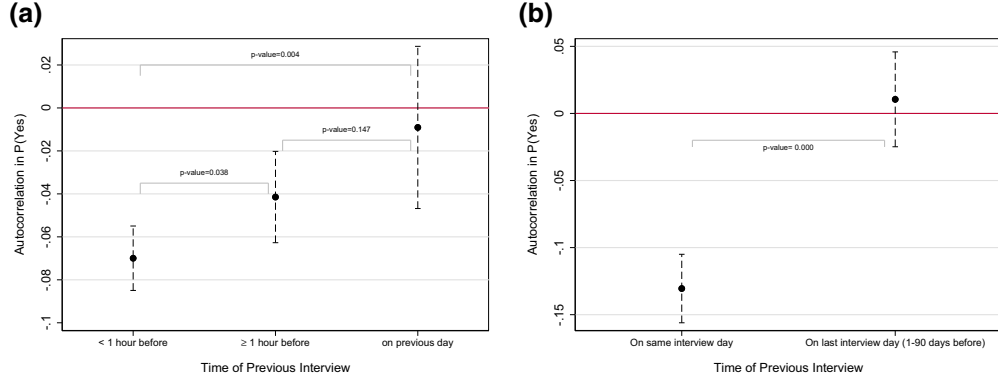 (a)
Autocorrelation in P(Yes)
.02
0
-.02
-.04
-.06
-.08
-.1
p-value=0.004
p-value=0.147
p-value=0.038
< 1 hour before
≥ 1 hour before
on previous day
Time of Previous Interview
(b)
Autocorrelation in P(Yes)
.05
0
-.05
-.1
-.15
p-value= 0.000
On same interview day
On last interview day (1-90 days before)
Time of Previous Interview